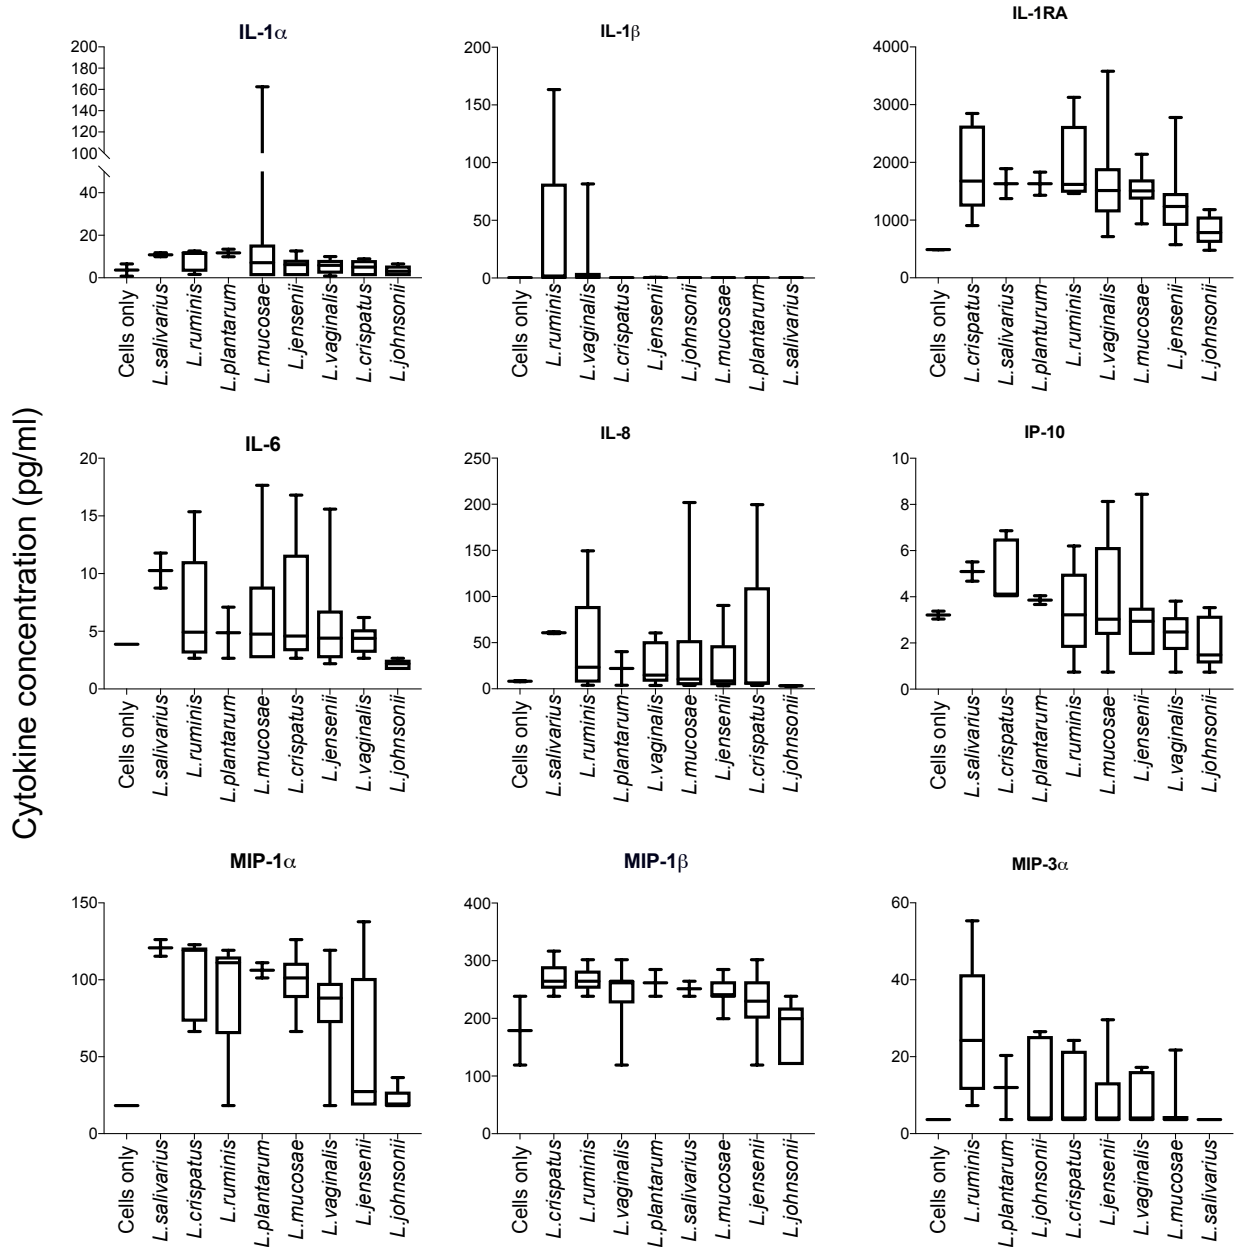 Cytokine concentration (pg/ml)
IL-1α
200
180
160
140
120
100
40
20
0
Cells only
L.salivarius
L.ruminis
L.plantarum
L.mucosae
L.jensenii
L.vaginalis
L.crispatus
L.johnsonii
IL-1β
200
150
100
50
0
Cells only
L.ruminis
L.vaginalis
L.crispatus
L.jensenii
L.johnsonii
L.mucosae
L.plantarum
L.salivarius
IL-1RA
4000
3000
2000
1000
0
Cells only
L.crispatus
L.salivarius
L.planturum
L.ruminis
L.vaginalis
L.mucosae
L.jensenii
L.johnsonii
IL-6
20
15
10
5
0
Cells only
L.salivarius
L.ruminis
L.plantarum
L.mucosae
L.crispatus
L.jensenii
L.vaginalis
L.johnsonii
IL-8
250
200
150
100
50
0
Cells only
L.salivarius
L.ruminis
L.plantarum
L.vaginalis
L.mucosae
L.jensenii
L.crispatus
L.johnsonii
IP-10
10
8
6
4
2
0
Cells only
L.salivarius
L.crispatus
L.plantarum
L.ruminis
L.mucosae
L.jensenii
L.vaginalis
L.johnsonii
MIP-1α
150
100
50
0
Cells only
L.salivarius
L.crispatus
L.ruminis
L.plantarum
L.mucosae
L.vaginalis
L.jensenii
L.johnsonii
MIP-1β
400
300
200
100
0
Cells only
L.crispatus
L.ruminis
L.vaginalis
L.plantarum
L.salivarius
L.mucosae
L.jensenii
L.johnsonii
MIP-3α
60
40
20
0
Cells only
L.ruminis
L.plantarum
L.johnsonii
L.crispatus
L.jensenii
L.vaginalis
L.mucosae
L.salivarius